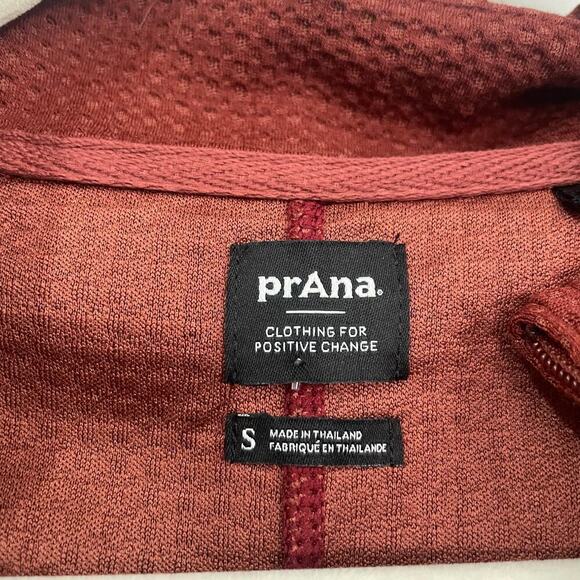 prAna.
CLOTHING FOR
POSITIVE CHANGE
S
MADE IN THAILAND
FABRIQUÉ EN THAILANDE